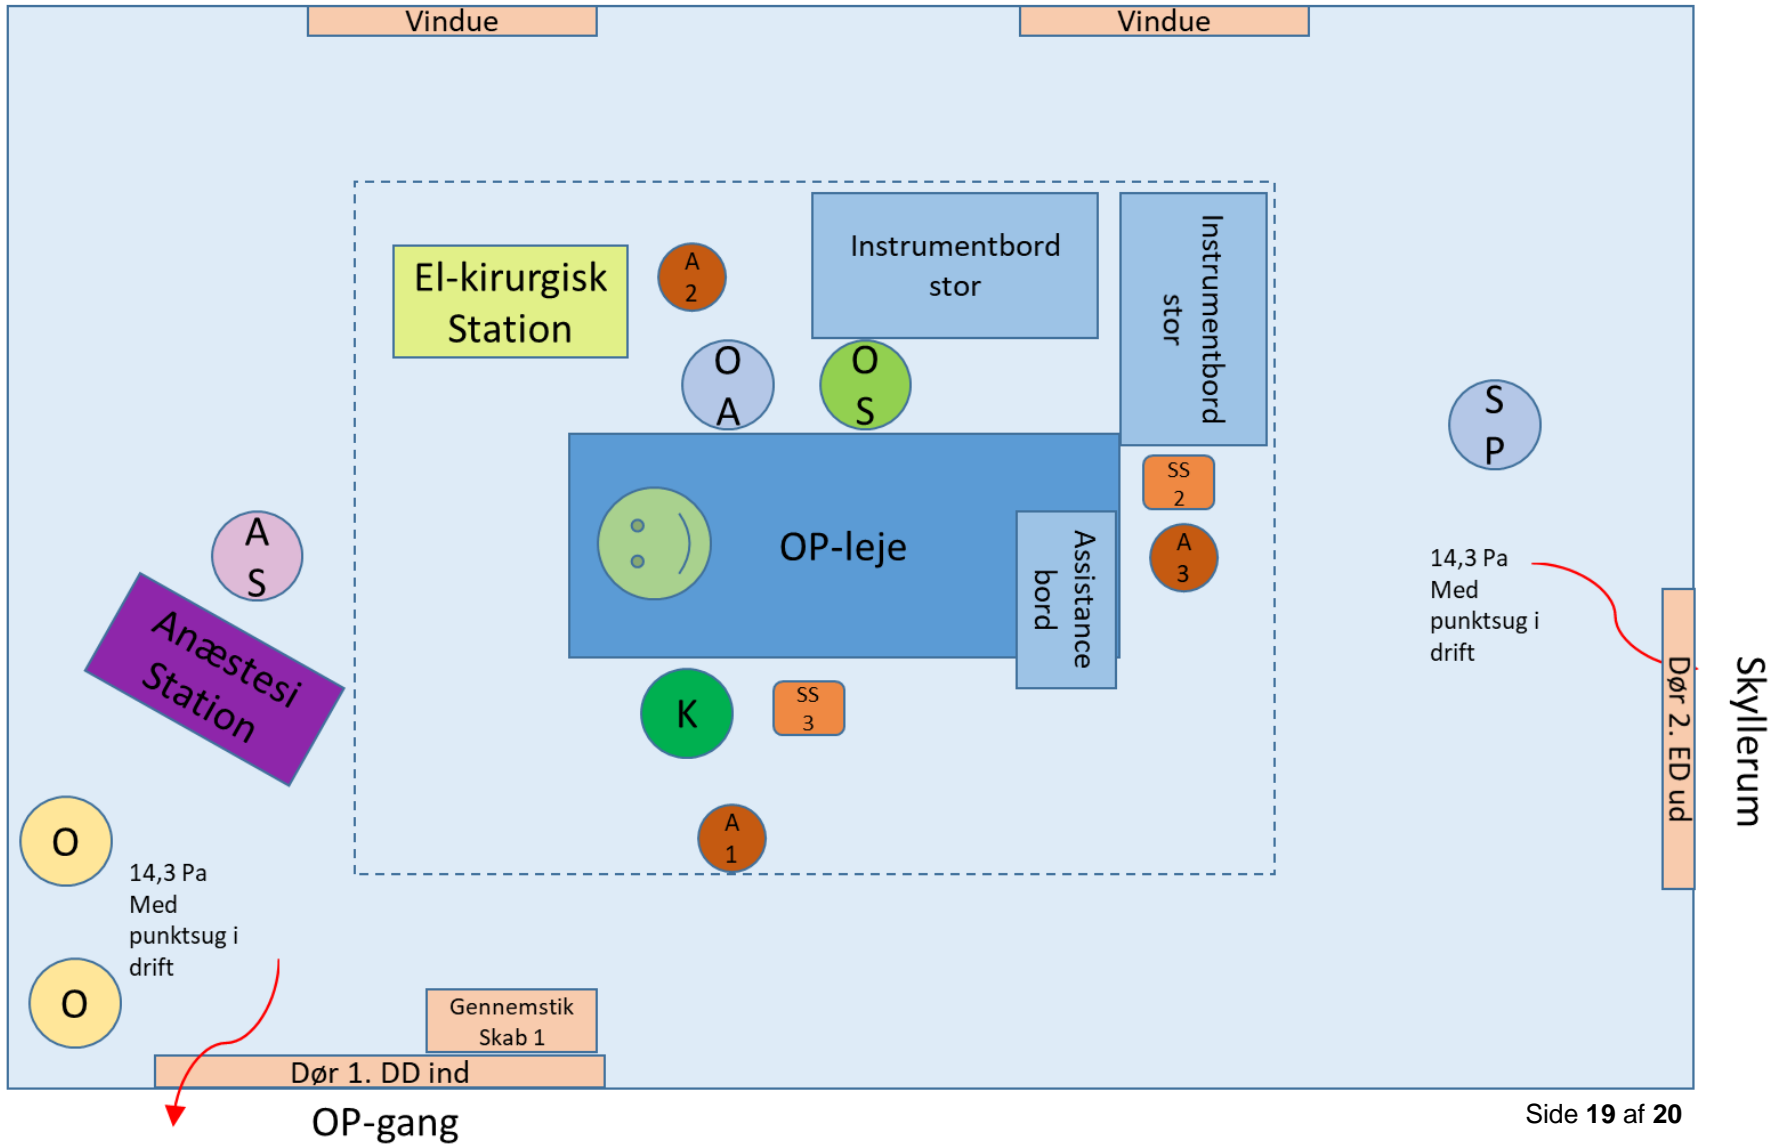 Vindue
Vindue
Instrumentbord
stor
Instrumentbord
stor
El-kirurgisk
Station
A
2
O
A
O
S
S
P
SS
2
A
3
A
S
OP-leje
Assistance
bord
14,3 Pa
Med
punktsug i
drift
Anæstesi
Station
K
SS
3
Dør 2. ED ud
Skyllerum
O
A
1
14,3 Pa
Med
punktsug i
drift
O
Gennemstik
Skab 1
Dør 1. DD ind
OP-gang
Side 19 af 20